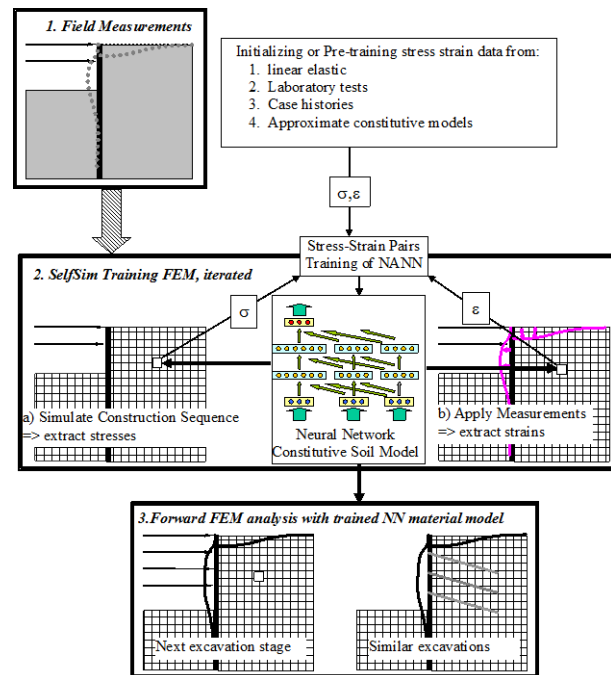 1. Field Measurements
Initializing or Pre-training stress strain data from:
1. linear elastic
2. Laboratory tests
3. Case histories
4. Approximate constitutive models
σ,ε
Stress-Strain Pairs
Training of NANN
2. SelfSim Training FEM, iterated
σ
ε
a) Simulate Construction Sequence
=> extract stresses
Neural Network
Constitutive Soil Model
b) Apply Measurements
=> extract strains
3.Forward FEM analysis with trained NN material model
Next excavation stage
Similar excavations